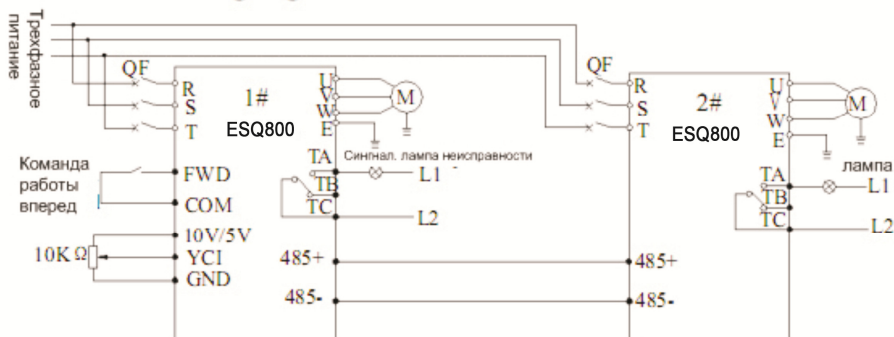 Трехфазное
питание
QF
R
S
T
1#
ESQ800
U
V
W
E
M
Команда
работы
вперед
FWD
COM
10V/5V
10K Ω
YCI
GND
TA
TB
TC
Сингнал. лампа неисправности
L1
L2
485+
485-
QF
R
S
T
2#
ESQ800
U
V
W
E
M
TA
TB
TC
лампа
L1
L2
485+
485-